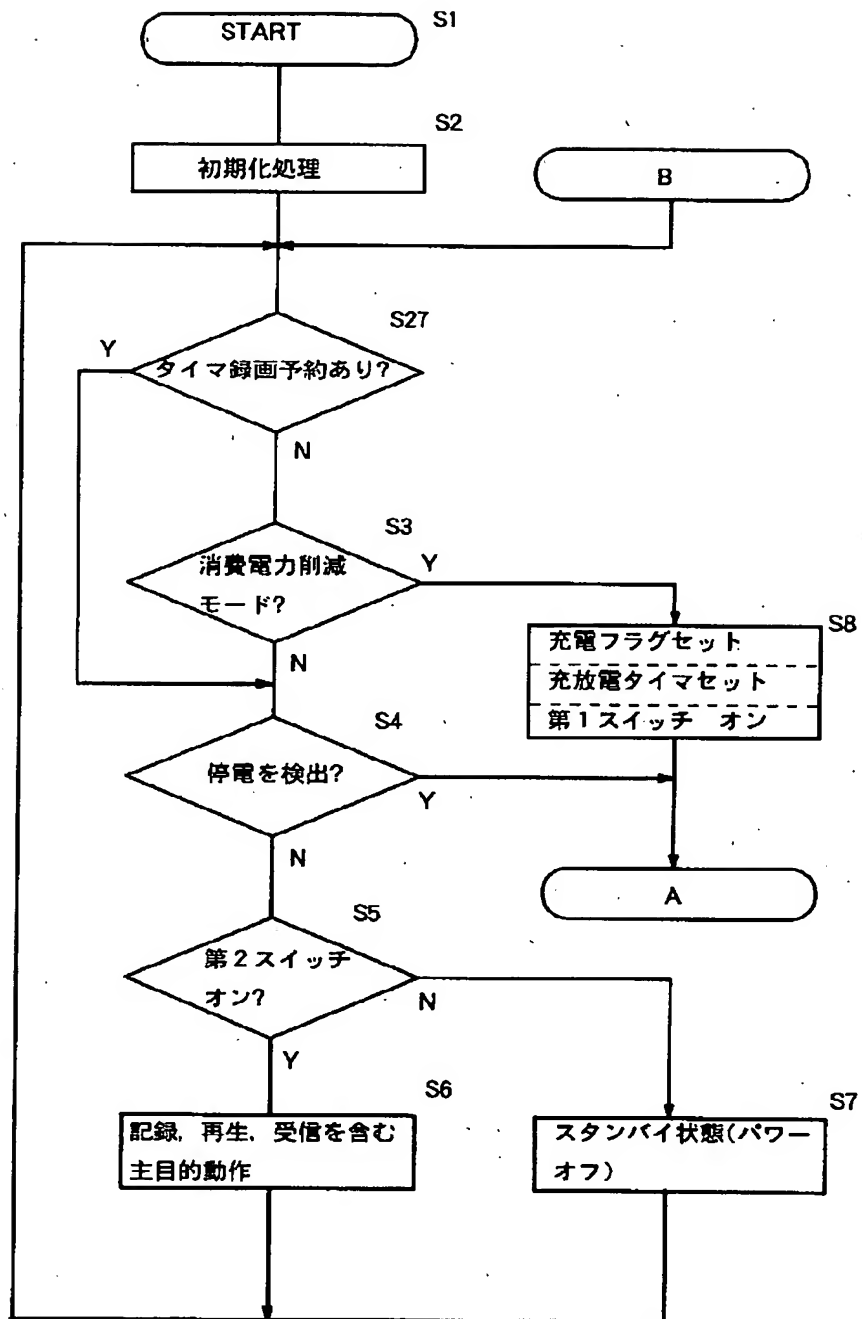 START
S1
S2
初期化処理
B
S27
Y
タイマ録画予約あり?
N
S3
消費電力削減
モード?
Y
N
S8
充電フラグセット
充放電タイマセット
第1スイッチ オン
S4
停電を検出?
Y
N
A
S5
第2スイッチ
オン?
N
Y
S6
記録,再生,受信を含む
主目的動作
S7
スタンバイ状態(パワー
オフ)